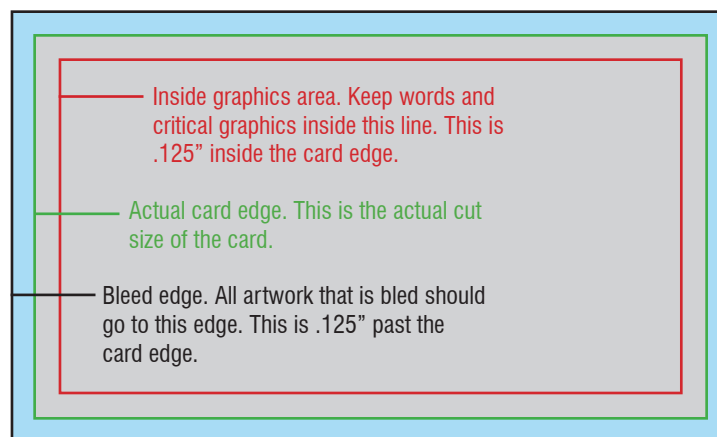 Inside graphics area. Keep words and
critical graphics inside this line. This is
.125” inside the card edge.
Actual card edge. This is the actual cut
size of the card.
Bleed edge. All artwork that is bled should
go to this edge. This is .125” past the
card edge.